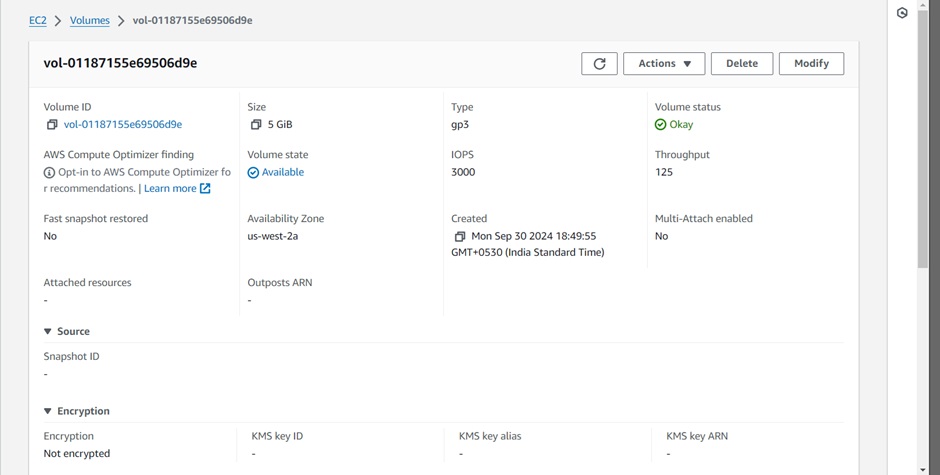 EC2 > Volumes > vol-01187155e69506d9e
vol-01187155e69506d9e
Actions
Delete
Modify
Volume ID
vol-01187155e69506d9e
Size
5 GiB
Type
gp3
Volume status
Okay
AWS Compute Optimizer finding
Opt-in to AWS Compute Optimizer fo
r recommendations. | Learn more
Volume state
Available
IOPS
3000
Throughput
125
Fast snapshot restored
No
Availability Zone
us-west-2a
Created
Mon Sep 30 2024 18:49:55
GMT+0530 (India Standard Time)
Multi-Attach enabled
No
Attached resources
-
Outposts ARN
-
Source
Snapshot ID
-
Encryption
Encryption
Not encrypted
KMS key ID
-
KMS key alias
-
KMS key ARN
-